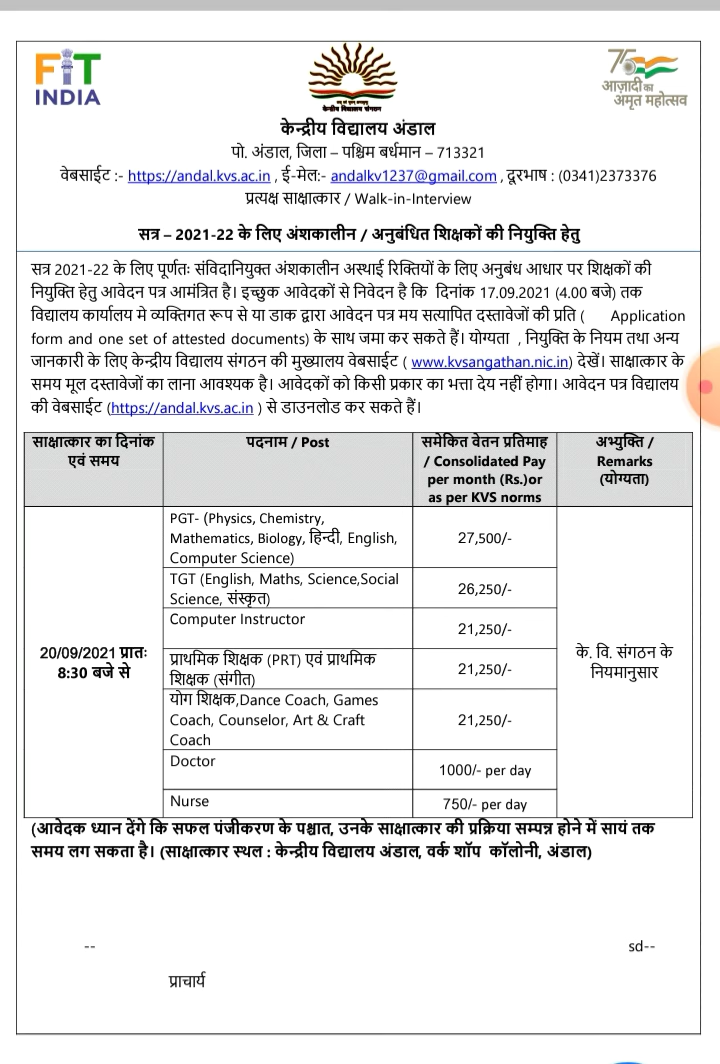 FIT
INDIA
केन्द्रीय विद्यालय संगठन
75
आज़ादी का
अमृत महोत्सव
केन्द्रीय विद्यालय अंडाल
पो. अंडाल, जिला – पश्चिम बर्धमान – 713321
वेबसाईट :- https://andal.kvs.ac.in , ई-मेल:- andalkv1237@gmail.com , दूरभाष : (0341)2373376
प्रत्यक्ष साक्षात्कार / Walk-in-Interview
सत्र – 2021-22 के लिए अंशकालीन / अनुबंधित शिक्षकों की नियुक्ति हेतु
सत्र 2021-22 के लिए पूर्णतः संविदानियुक्त अंशकालीन अस्थाई रिक्तियों के लिए अनुबंध आधार पर शिक्षकों की
नियुक्ति हेतु आवेदन पत्र आमंत्रित है। इच्छुक आवेदकों से निवेदन है कि दिनांक 17.09.2021 (4.00 बजे) तक
विद्यालय कार्यालय मे व्यक्तिगत रूप से या डाक द्वारा आवेदन पत्र मय सत्यापित दस्तावेजों की प्रति ( Application
form and one set of attested documents) के साथ जमा कर सकते हैं। योग्यता , नियुक्ति के नियम तथा अन्य
जानकारी के लिए केन्द्रीय विद्यालय संगठन की मुख्यालय वेबसाईट ( www.kvsangathan.nic.in) देखें। साक्षात्कार के
समय मूल दस्तावेजों का लाना आवश्यक है। आवेदकों को किसी प्रकार का भत्ता देय नहीं होगा। आवेदन पत्र विद्यालय
की वेबसाईट (https://andal.kvs.ac.in ) से डाउनलोड कर सकते हैं।
साक्षात्कार का दिनांक
एवं समय
पदनाम / Post
समेकित वेतन प्रतिमाह
/ Consolidated Pay
per month (Rs.)or
as per KVS norms
अभ्युक्ति /
Remarks
(योग्यता)
20/09/2021 प्रातः
8:30 बजे से
PGT- (Physics, Chemistry,
Mathematics, Biology, हिन्दी, English,
Computer Science)
27,500/-
TGT (English, Maths, Science,Social
Science, संस्कृत)
26,250/-
Computer Instructor
21,250/-
प्राथमिक शिक्षक (PRT) एवं प्राथमिक
शिक्षक (संगीत)
21,250/-
योग शिक्षक,Dance Coach, Games
Coach, Counselor, Art & Craft
Coach
21,250/-
Doctor
1000/- per day
Nurse
750/- per day
के. वि. संगठन के
नियमानुसार
(आवेदक ध्यान देंगे कि सफल पंजीकरण के पश्चात, उनके साक्षात्कार की प्रक्रिया सम्पन्न होने में सायं तक
समय लग सकता है। (साक्षात्कार स्थल : केन्द्रीय विद्यालय अंडाल, वर्क शॉप कॉलोनी, अंडाल)
-- sd--
प्राचार्य